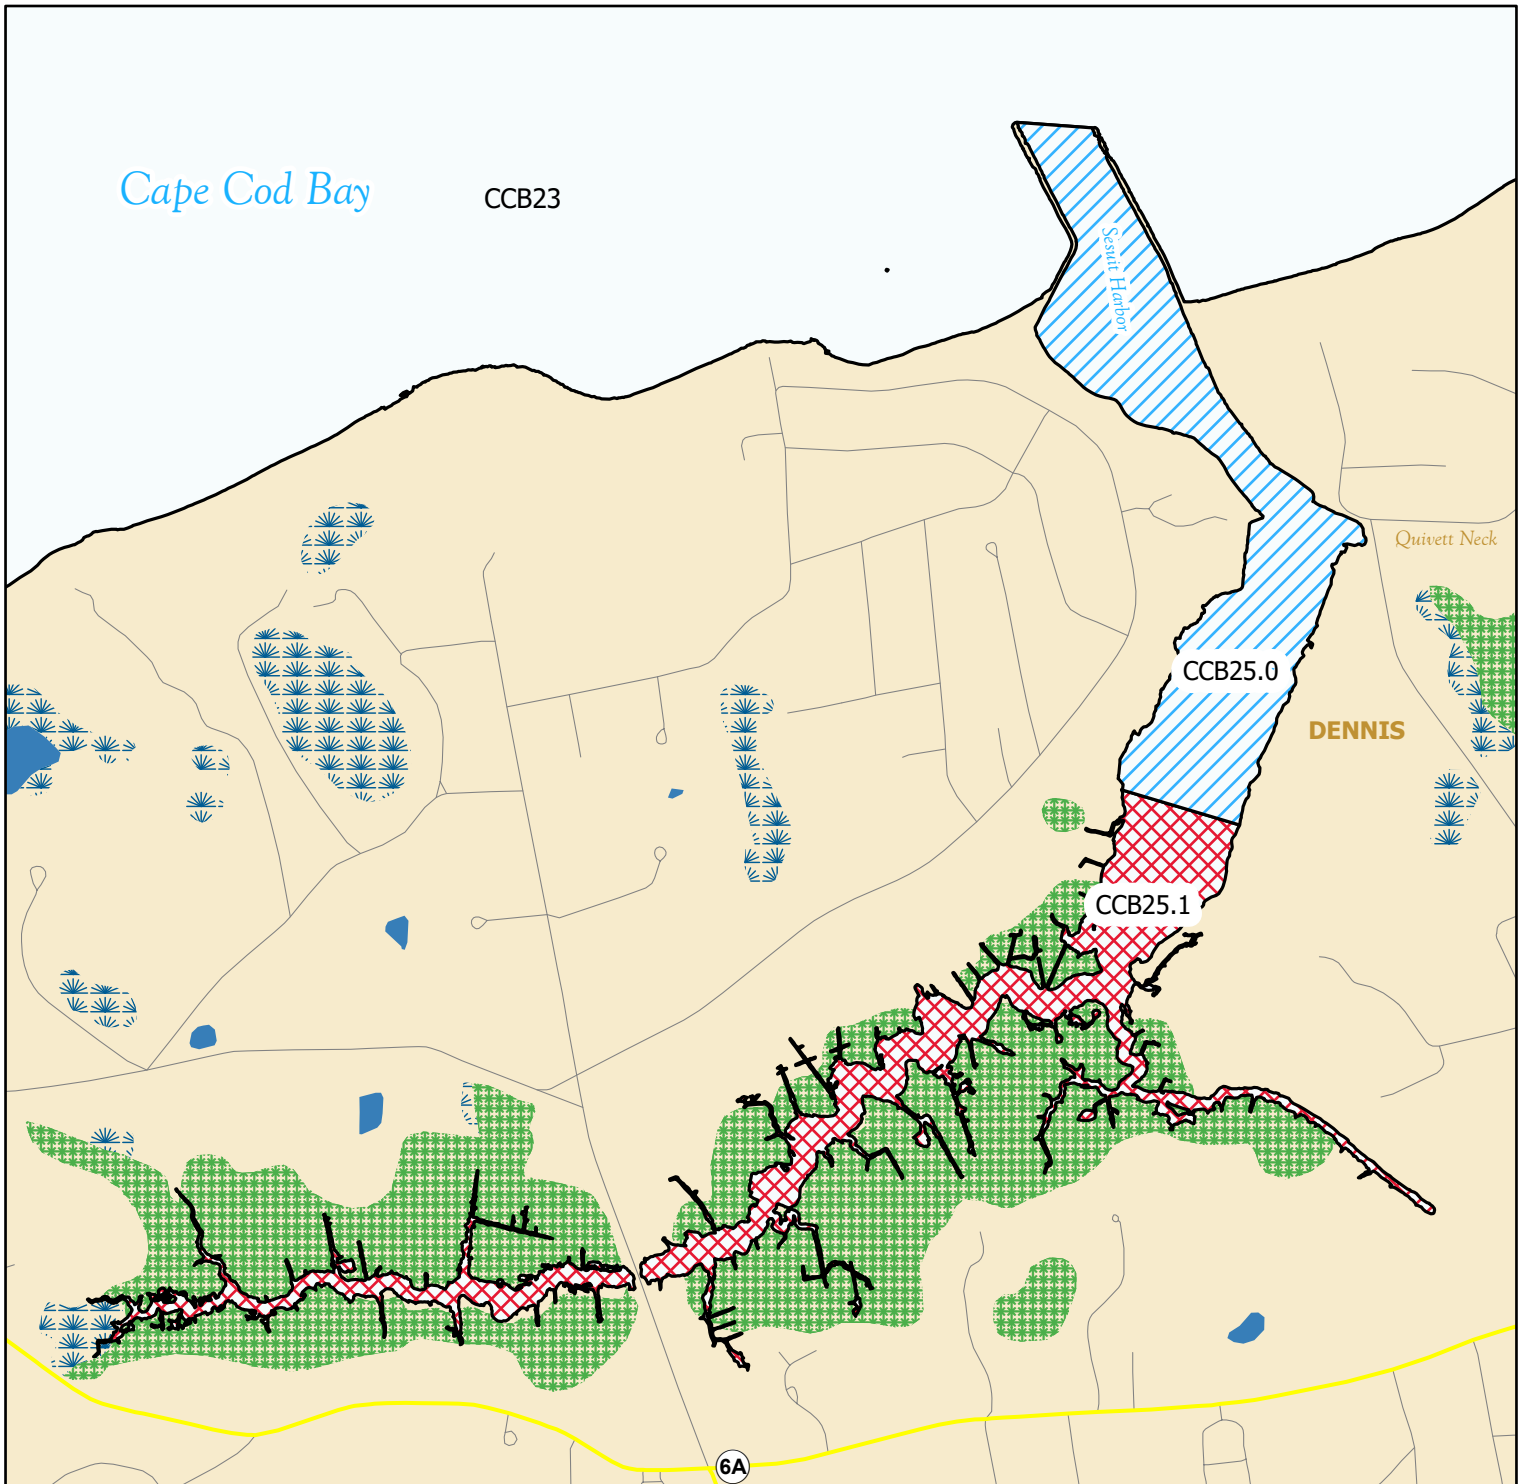 Cape Cod Bay
CCB23
Sesuit Harbor
Quivett Neck
CCB25.0
DENNIS
CCB25.1
6A